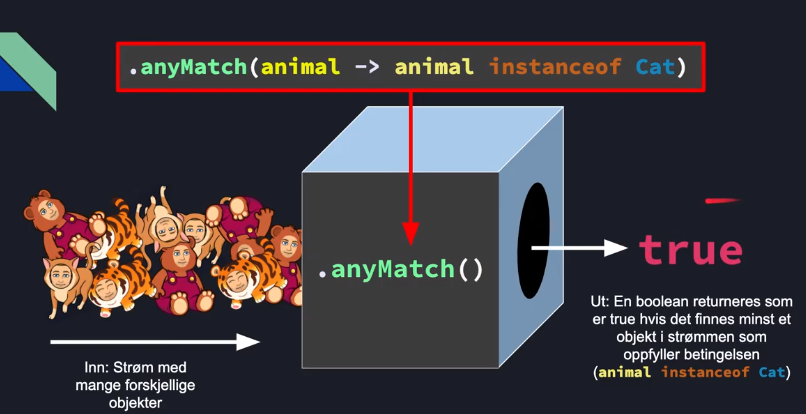 .anyMatch(animal -> animal instanceof Cat)
.anyMatch()
true
Inn: Strøm med
mange forskjellige
objekter
Ut: En boolean returneres som
er true hvis det finnes minst et
objekt i strømmen som
oppfyller betingelsen
(animal instanceof Cat)